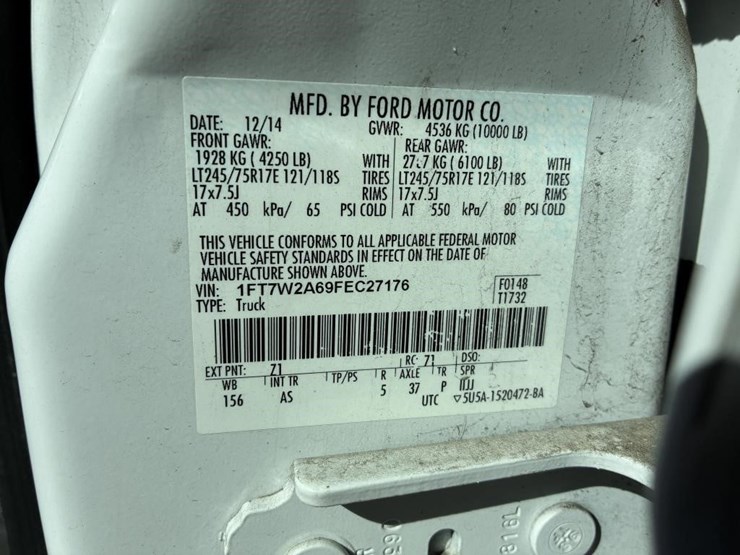 MFD. BY FORD MOTOR CO.
DATE: 12/14 GVWR: 4536 KG (10000 LB)
FRONT GAWR: REAR GAWR:
1928 KG ( 4250 LB) WITH 2767 KG ( 6100 LB) WITH
LT245/75R17E 121/118S TIRES LT245/75R17E 121/118S TIRES
17x7.5J RIMS 17x7.5J RIMS
AT 450 kPa/ 65 PSI COLD AT 550 kPa/ 80 PSI COLD
THIS VEHICLE CONFORMS TO ALL APPLICABLE FEDERAL MOTOR
VEHICLE SAFETY STANDARDS IN EFFECT ON THE DATE OF
MANUFACTURE SHOWN ABOVE.
VIN: 1FT7W2A69FEC27176 F0148
TYPE: Truck T1732
EXT PNT: Z1 RC: 71 DSO:
WB INT TR TP/PS R AXLE TR SPR
156 AS 5 37 P IIJJ
UTC ▽5U5A-1520472-BA
818L